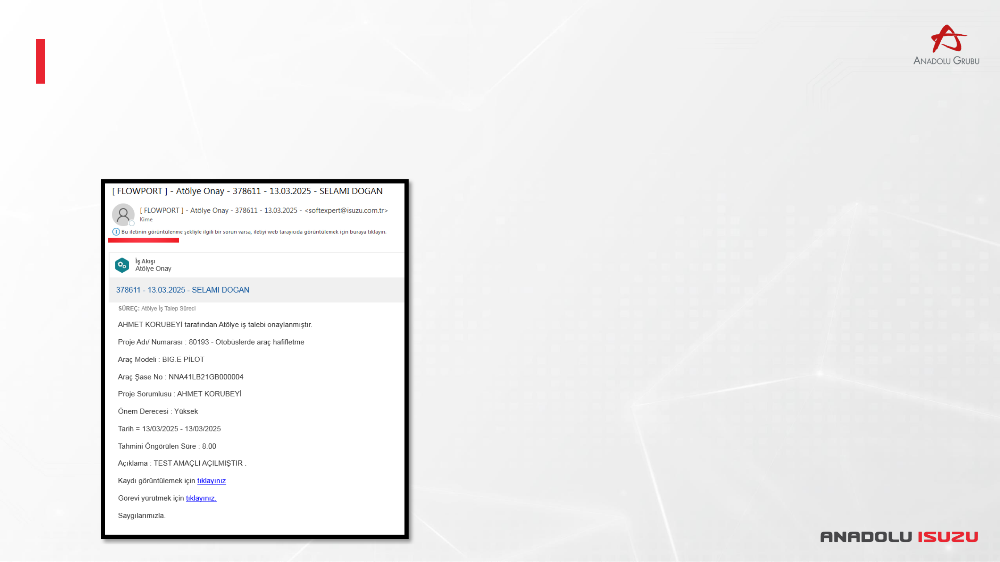 ANADOLU GRUBU
[ FLOWPORT ] - Atölye Onay - 378611 - 13.03.2025 - SELAMI DOGAN
[ FLOWPORT ] - Atölye Onay - 378611 - 13.03.2025 - <softexpert@isuzu.com.tr>
Kime
Bu iletinin görüntülenme şekliyle ilgili bir sorun varsa, iletiyi web tarayıcıda görüntülemek için buraya tıklayın.
İş Akışı
Atölye Onay
378611 - 13.03.2025 - SELAMI DOGAN
SÜREÇ: Atölye İş Talep Süreci
AHMET KORUBEYİ tarafından Atölye iş talebi onaylanmıştır.
Proje Adı/ Numarası : 80193 - Otobüslerde araç hafifletme
Araç Modeli : BIG.E PİLOT
Araç Şase No : NNA41LB21GB000004
Proje Sorumlusu : AHMET KORUBEYİ
Önem Derecesi : Yüksek
Tarih = 13/03/2025 - 13/03/2025
Tahmini Öngörülen Süre : 8.00
Açıklama : TEST AMAÇLI AÇILMIŞTIR .
Kaydı görüntülemek için tıklayınız
Görevi yürütmek için tıklayınız.
Saygılarımızla.
ANADOLU ISUZU